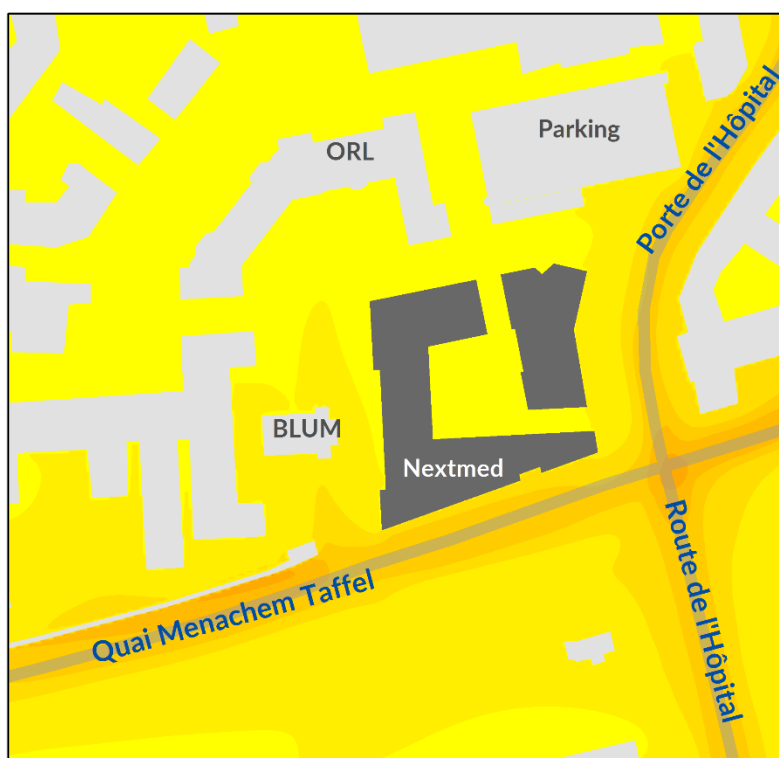 Parking
ORL
Porte de l'Hôpital
BLUM
Nextmed
Quai Menachem Taffel
Route de l'Hôpital